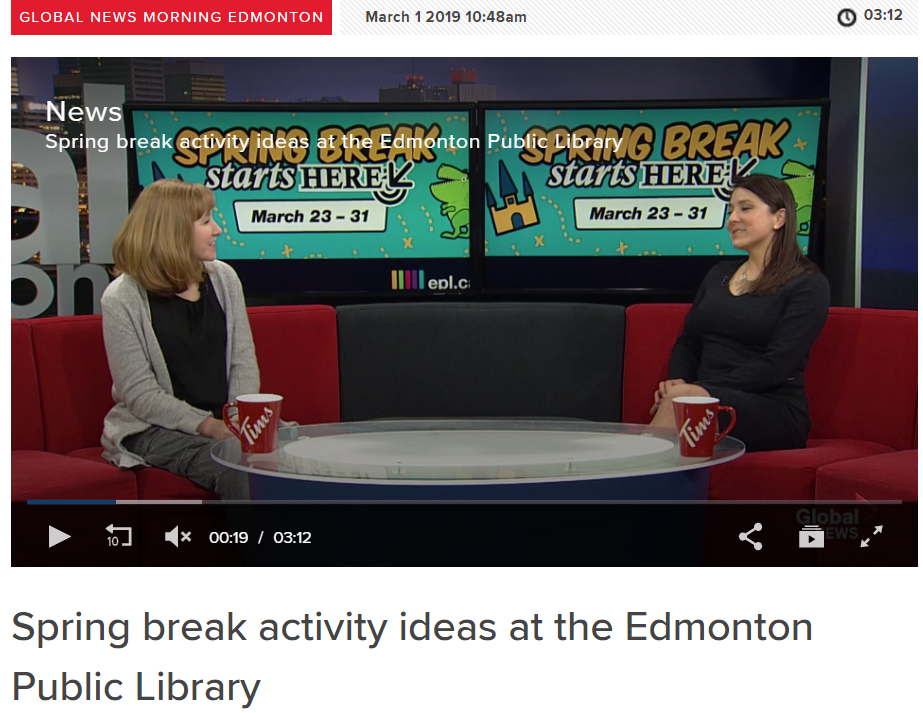 GLOBAL NEWS MORNING EDMONTON
March 1 2019 10:48am
03:12
News
Spring break activity ideas at the Edmonton Public Library
SPRING BREAK
starts HERE
March 23 – 31
SPRING BREAK
starts HERE
March 23 – 31
al
on
epl.c
Tims
Tims
Global
NEWS
10
00:19 / 03:12
Spring break activity ideas at the Edmonton
Public Library